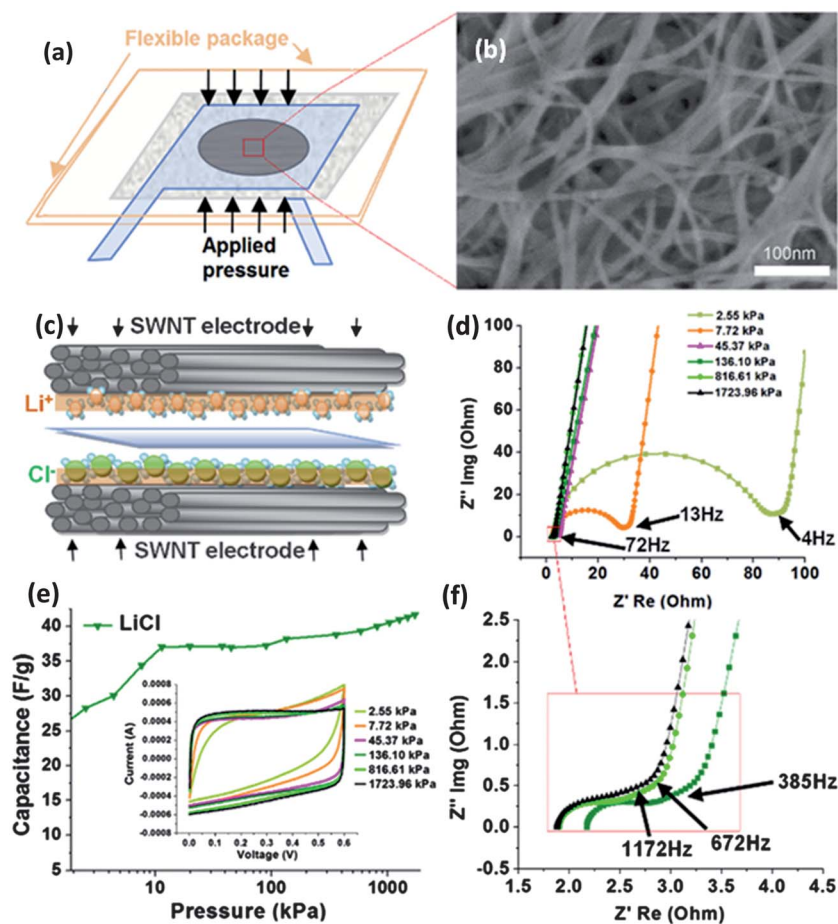 (a)
Flexible package
Applied
pressure
(b)
100nm
(c)
SWNT electrode
Li⁺
Cl⁻
SWNT electrode
(d)
Z'' Img (Ohm)
100
80
60
40
20
0
2.55 kPa
7.72 kPa
45.37 kPa
136.10 kPa
816.61 kPa
1723.96 kPa
13Hz
72Hz
4Hz
0 20 40 60 80 100
Z' Re (Ohm)
(e)
Capacitance (F/g)
40
35
30
25
20
15
10
5
LiCl
Current (A)
0.0008
0.0006
0.0004
0.0002
0.0000
-0.0002
-0.0004
-0.0006
-0.0008
2.55 kPa
7.72 kPa
45.37 kPa
136.10 kPa
816.61 kPa
1723.96 kPa
0.0 0.1 0.2 0.3 0.4 0.5 0.6
Voltage (V)
10 100 1000
Pressure (kPa)
(f)
Z'' Img (Ohm)
2.5
2.0
1.5
1.0
0.5
0.0
-0.5
385Hz
1172Hz
672Hz
1.5 2.0 2.5 3.0 3.5 4.0 4.5
Z' Re (Ohm)